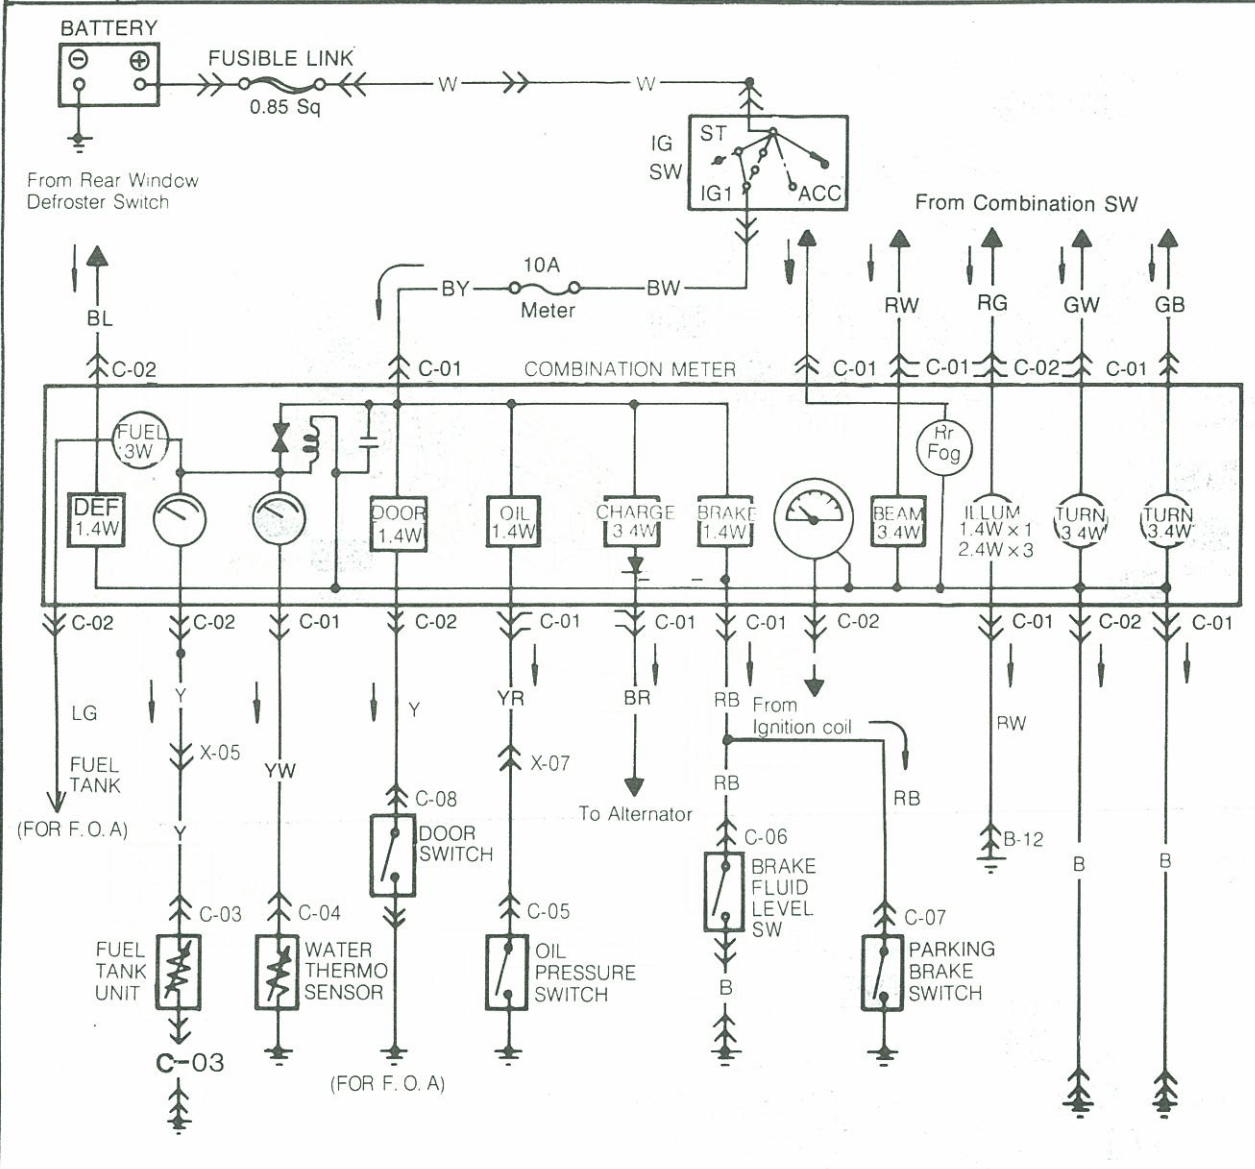 BATTERY
FUSIBLE LINK
0.85 Sq
W
W
IG
SW
ST
IG1
ACC
From Rear Window
Defroster Switch
From Combination SW
10A
BY
BW
Meter
BL
RW
RG
GW
GB
C-02
C-01
COMBINATION METER
C-01
C-01
C-02
C-01
FUEL
3W
Rr
Fog
DEF
1.4W
DOOR
1.4W
OIL
1.4W
CHARGE
3.4W
BRAKE
1.4W
BEAM
3.4W
ILLUM
1.4W x 1
2.4W x 3
TURN
3.4W
TURN
3.4W
C-02
C-02
C-01
C-02
C-01
C-01
C-01
C-02
C-01
C-02
C-01
LG
Y
Y
YR
BR
RB
From
Ignition coil
RW
X-05
X-07
FUEL
TANK
YW
(FOR F. O. A)
Y
C-08
DOOR
SWITCH
To Alternator
RB
RB
C-06
BRAKE
FLUID
LEVEL
SW
B-12
B
B
C-03
C-04
C-05
C-07
FUEL
TANK
UNIT
WATER
THERMO
SENSOR
OIL
PRESSURE
SWITCH
B
PARKING
BRAKE
SWITCH
C-03
(FOR F. O. A)